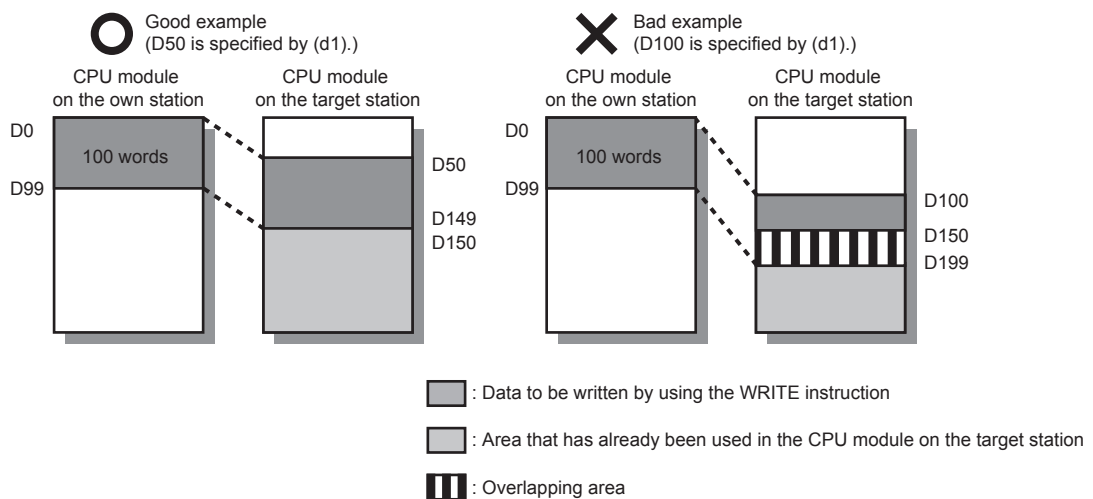 Good example
(D50 is specified by (d1).)
CPU module
on the own station
CPU module
on the target station
D0
100 words
D99
D50
D149
D150
Bad example
(D100 is specified by (d1).)
CPU module
on the own station
CPU module
on the target station
D0
100 words
D99
D100
D150
D199
: Data to be written by using the WRITE instruction
: Area that has already been used in the CPU module on the target station
: Overlapping area